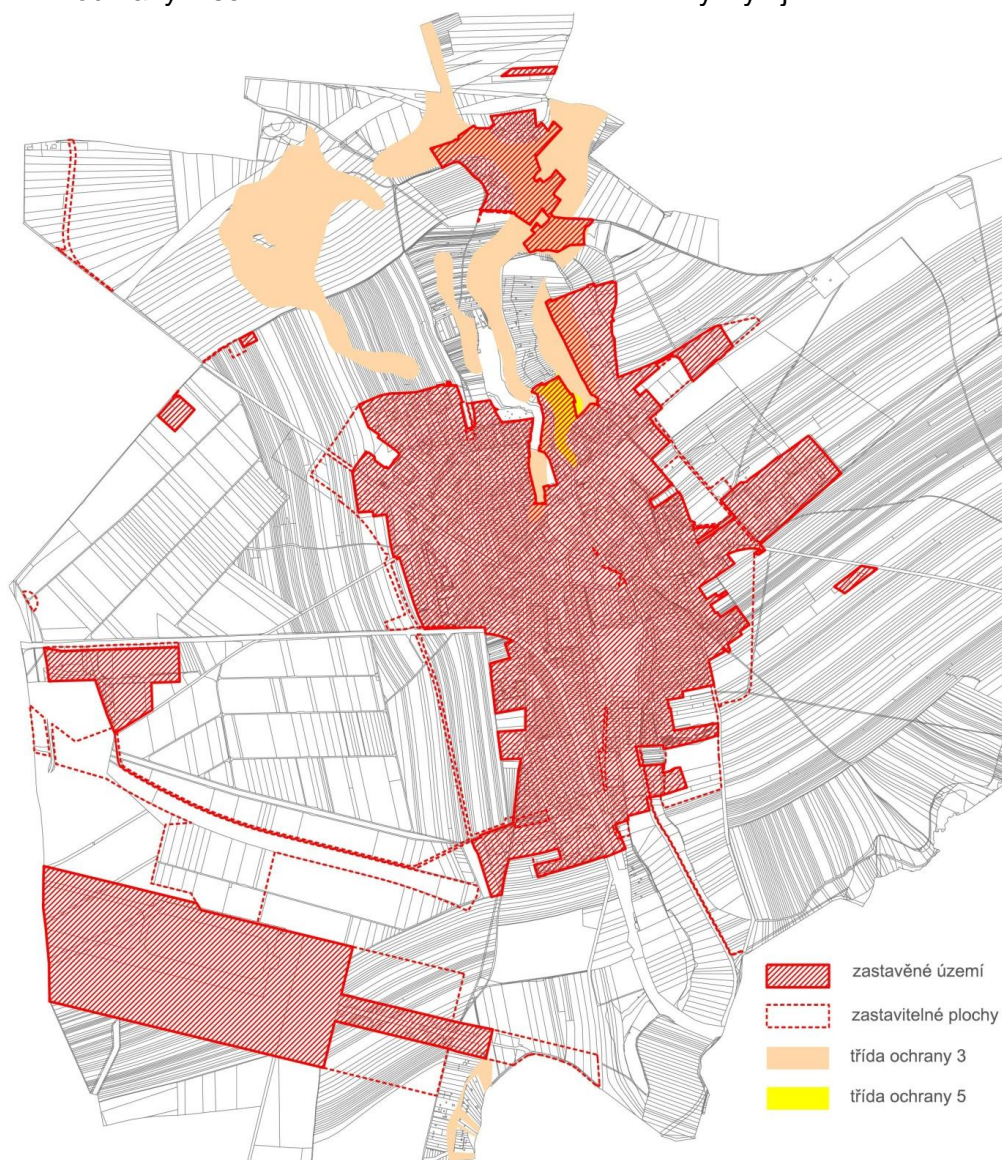 zastavěné území
zastavitelné plochy
třída ochrany 3
třída ochrany 5